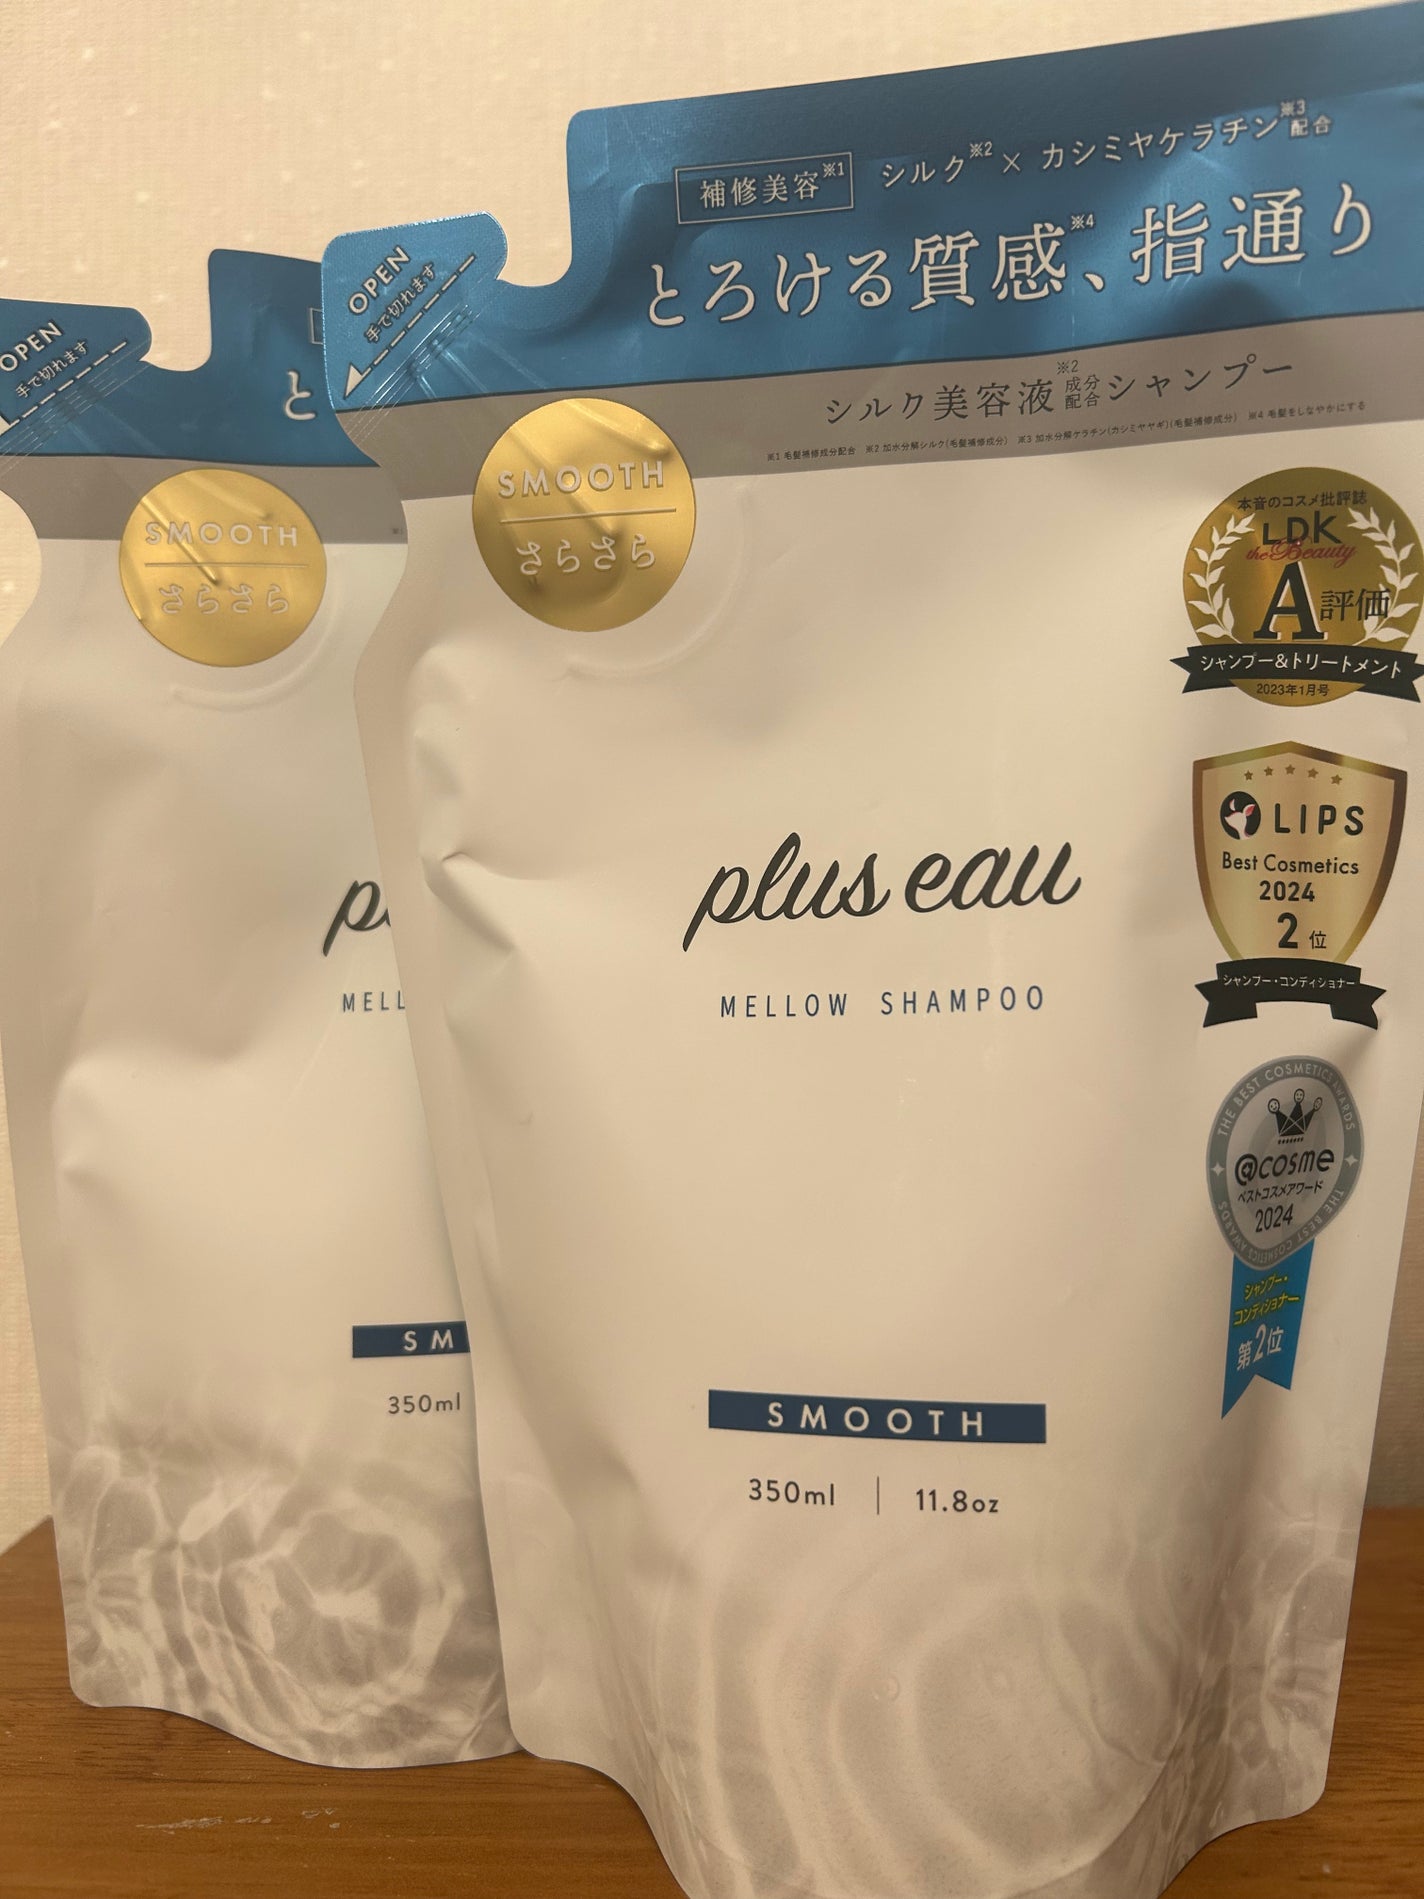 補修美容※1 シルク※2 × カシミヤケラチン※3配合
とろける質感※4、指通り
シルク美容液※2成分配合シャンプー
※1 毛髪補修成分配合 ※2 加水分解シルク(毛髪補修成分) ※3 加水分解ケラチン(カシミヤヤギ)(毛髪補修成分) ※4 毛髪をしなやかにする
OPEN
手で切れます
SMOOTH
さらさら
本音のコスメ批評誌
LDK
the Beauty
A評価
シャンプー&トリートメント
2023年1月号
LIPS
Best Cosmetics
2024
2位
シャンプー・コンディショナー
plus eau
MELLOW SHAMPOO
THE BEST COSMETICS AWARDS
@cosme
ベストコスメアワード
2024
THE BEST COSMETICS AWARDS
シャンプー・
コンディショナー
第2位
SMOOTH
350ml | 11.8oz
OPEN
手で切れます
と
SMOOTH
さらさら
p
MELL
SM
350ml